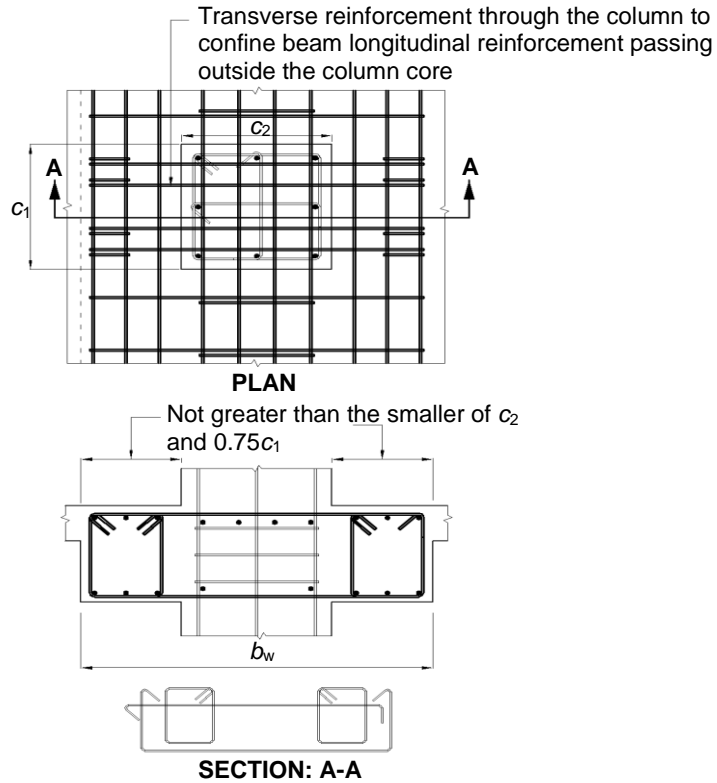 Transverse reinforcement through the column to
confine beam longitudinal reinforcement passing
outside the column core
c2
A
A
c1
PLAN
Not greater than the smaller of c2
and 0.75c1
bw
SECTION: A-A